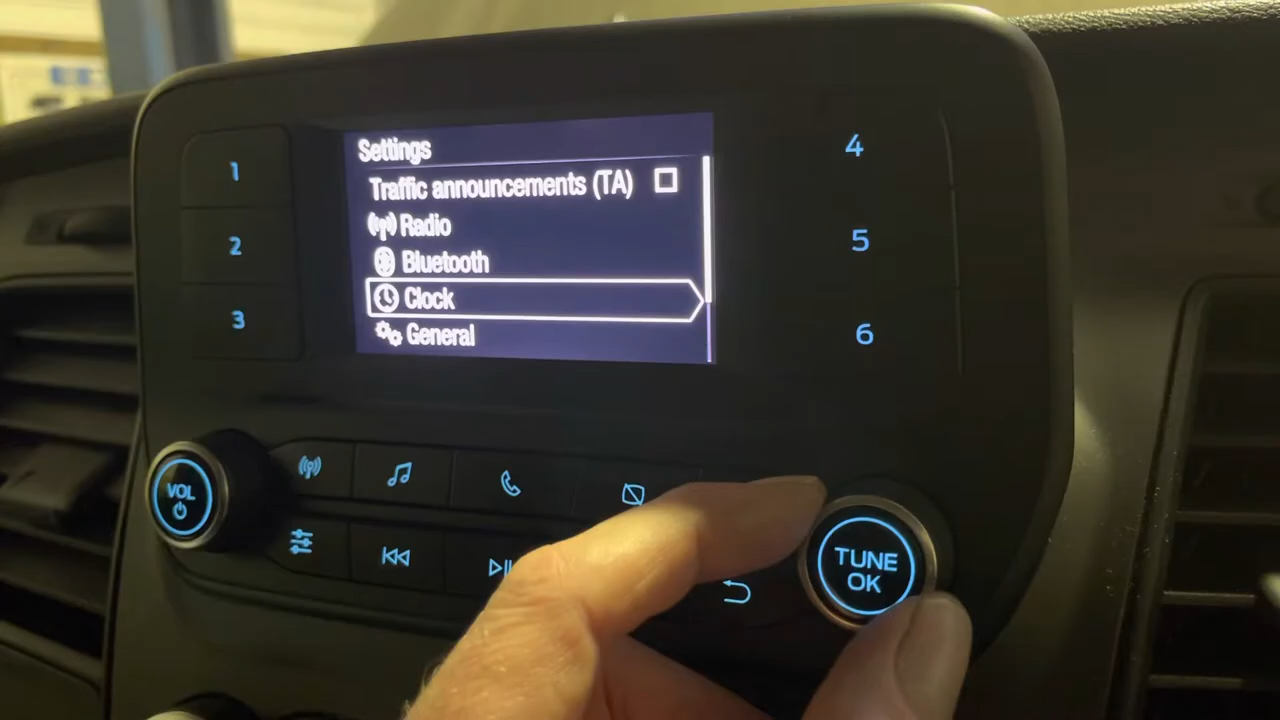 Settings
Traffic announcements (TA)
Radio
Bluetooth
Clock
General
1
2
3
4
5
6
VOL
TUNE
OK